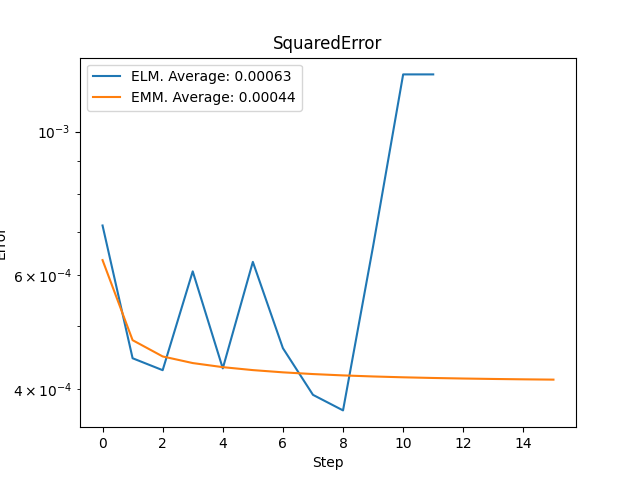 SquaredError
ELM. Average: 0.00063
EMM. Average: 0.00044
10⁻³
6 × 10⁻⁴
4 × 10⁻⁴
Error
0 2 4 6 8 10 12 14
Step